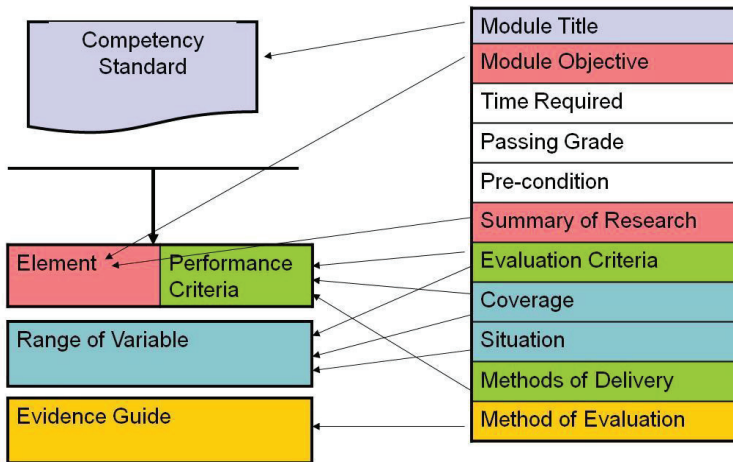 Competency
Standard
Element
Performance
Criteria
Range of Variable
Evidence Guide
Module Title
Module Objective
Time Required
Passing Grade
Pre-condition
Summary of Research
Evaluation Criteria
Coverage
Situation
Methods of Delivery
Method of Evaluation